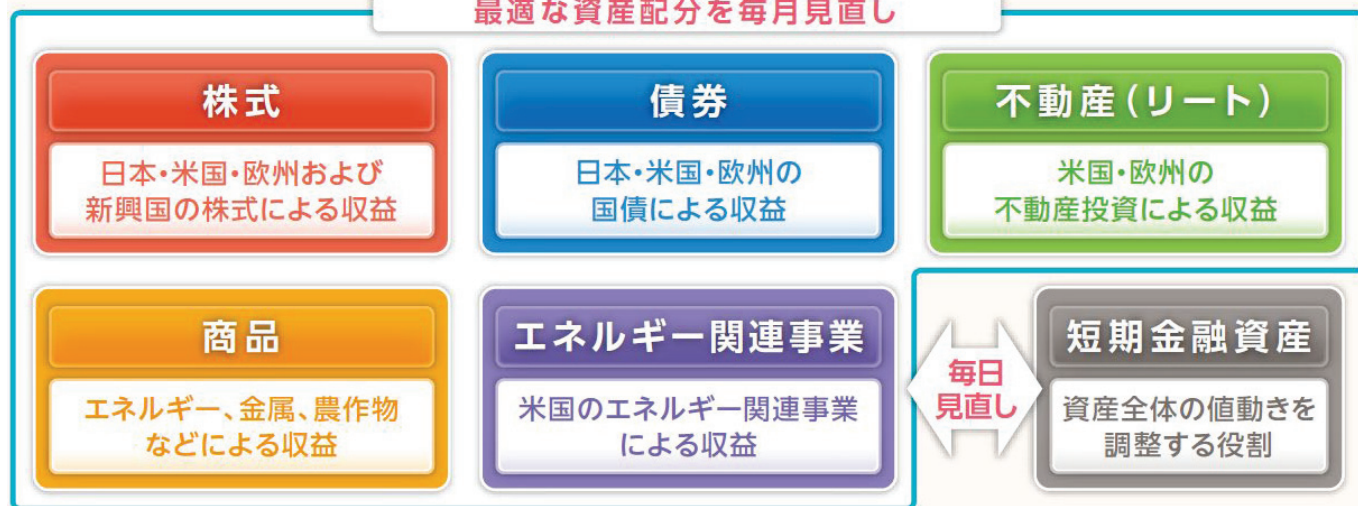 最適な資産配分を毎月見直し
株式
日本・米国・欧州および
新興国の株式による収益
債券
日本・米国・欧州の
国債による収益
不動産（リート）
米国・欧州の
不動産投資による収益
商品
エネルギー、金属、農作物
などによる収益
エネルギー関連事業
米国のエネルギー関連事業
による収益
毎日
見直し
短期金融資産
資産全体の値動きを
調整する役割